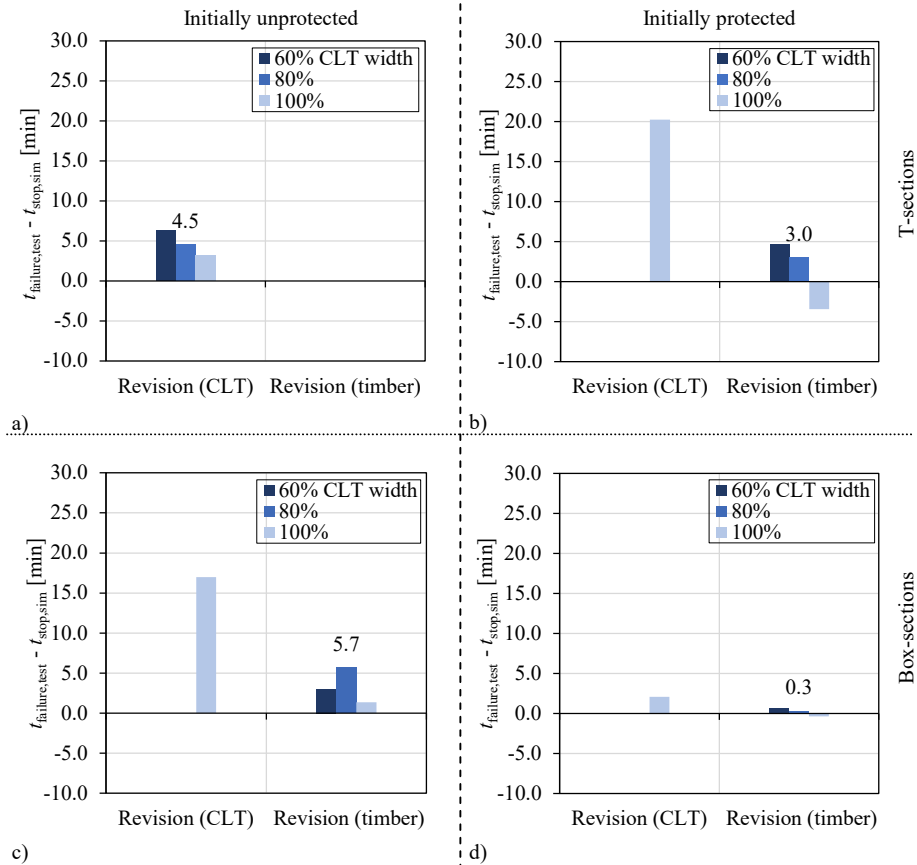 Initially unprotected
Initially protected
30.0
25.0
20.0
15.0
10.0
5.0
0.0
-5.0
-10.0
t_failure,test - t_stop,sim [min]
60% CLT width
80%
100%
4.5
Revision (CLT) Revision (timber)
a)
30.0
25.0
20.0
15.0
10.0
5.0
0.0
-5.0
-10.0
t_failure,test - t_stop,sim [min]
60% CLT width
80%
100%
3.0
Revision (CLT) Revision (timber)
b)
T-sections
30.0
25.0
20.0
15.0
10.0
5.0
0.0
-5.0
-10.0
t_failure,test - t_stop,sim [min]
60% CLT width
80%
100%
5.7
Revision (CLT) Revision (timber)
c)
30.0
25.0
20.0
15.0
10.0
5.0
0.0
-5.0
-10.0
t_failure,test - t_stop,sim [min]
60% CLT width
80%
100%
0.3
Revision (CLT) Revision (timber)
d)
Box-sections